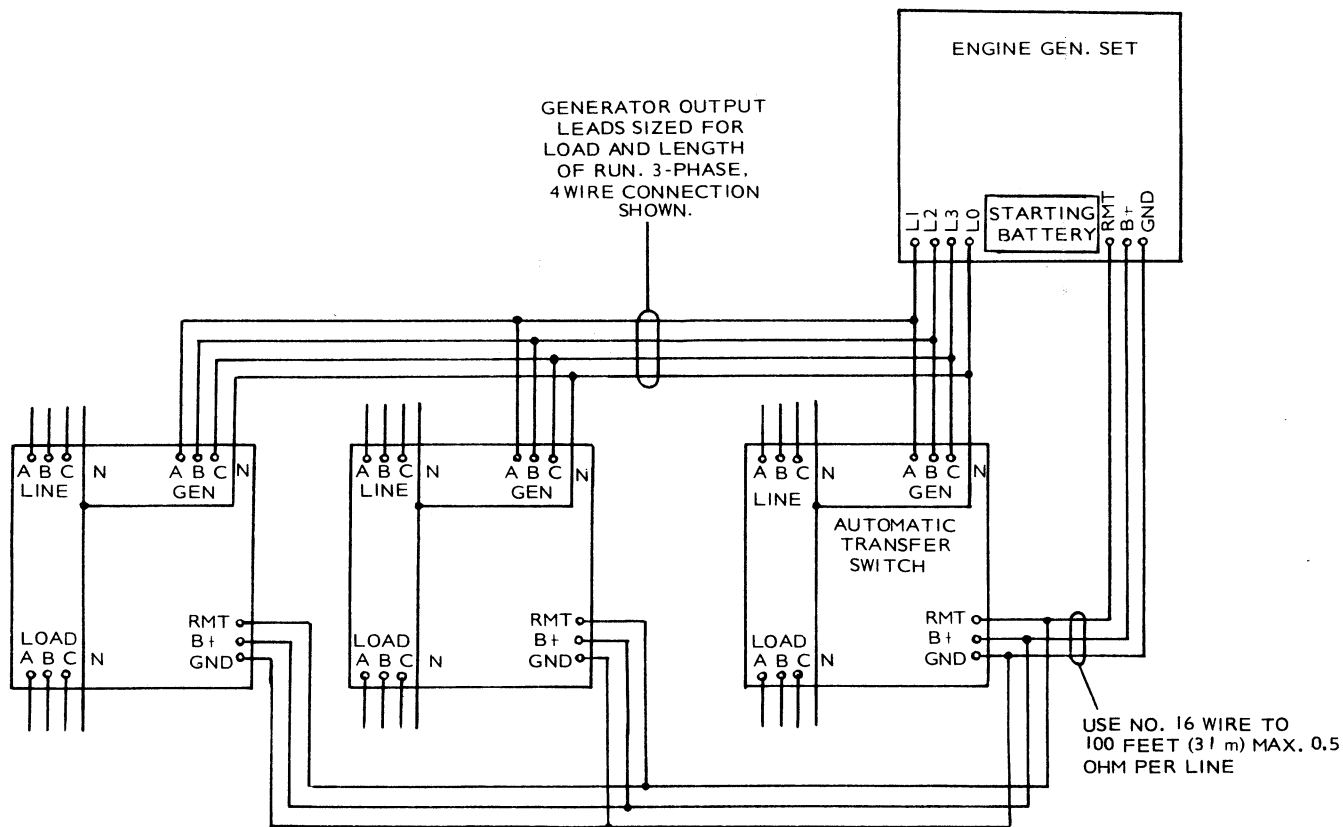 ENGINE GEN. SET
GENERATOR OUTPUT
LEADS SIZED FOR
LOAD AND LENGTH
OF RUN. 3-PHASE,
4 WIRE CONNECTION
SHOWN.
L1 L2 L3 L0
STARTING
BATTERY
RMT B+ GND
A B C N A B C N
LINE GEN
A B C N A B C N
LINE GEN
A B C N A B C N
LINE GEN
AUTOMATIC
TRANSFER
SWITCH
RMT
B+
GND
LOAD
A B C N
RMT
B+
GND
LOAD
A B C N
RMT
B+
GND
LOAD
A B C N
USE NO. 16 WIRE TO
100 FEET (31 m) MAX. 0.5
OHM PER LINE